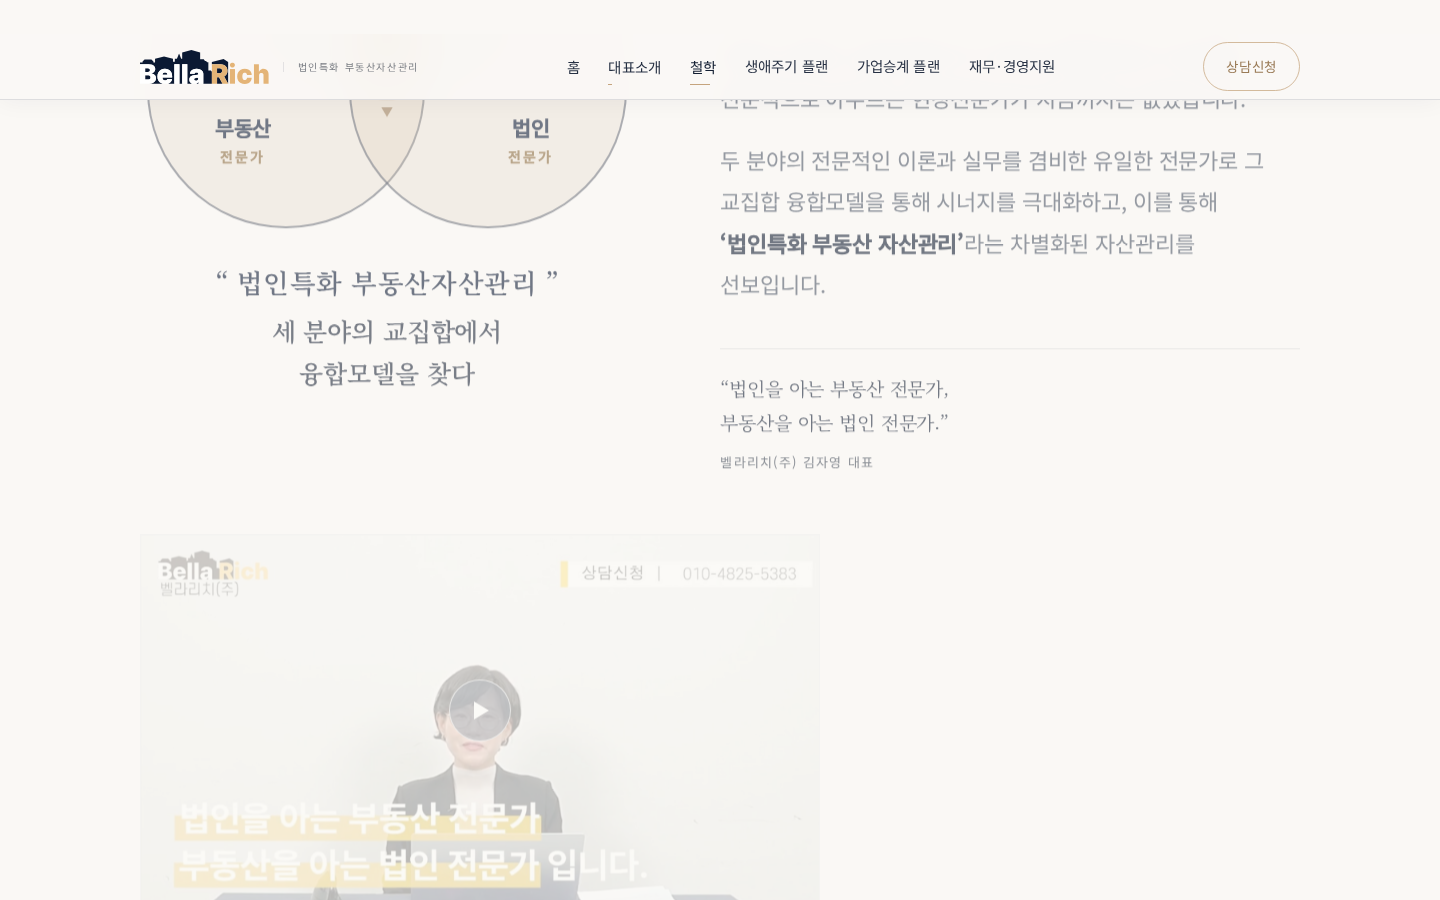 Bella Rich
법인특화 부동산자산관리
홈
대표소개
철학
생애주기 플랜
가업승계 플랜
재무·경영지원
상담신청
부동산
전문가
법인
전문가
“ 법인특화 부동산자산관리 ”
세 분야의 교집합에서
융합모델을 찾다
두 분야의 전문적인 이론과 실무를 겸비한 유일한 전문가로 그
교집합 융합모델을 통해 시너지를 극대화하고, 이를 통해
‘법인특화 부동산 자산관리’라는 차별화된 자산관리를
선보입니다.
“법인을 아는 부동산 전문가,
부동산을 아는 법인 전문가.”
벨라리치(주) 김자영 대표
Bella Rich
벨라리치(주)
상담신청 | 010-4825-5383
법인을 아는 부동산 전문가
부동산을 아는 법인 전문가 입니다.